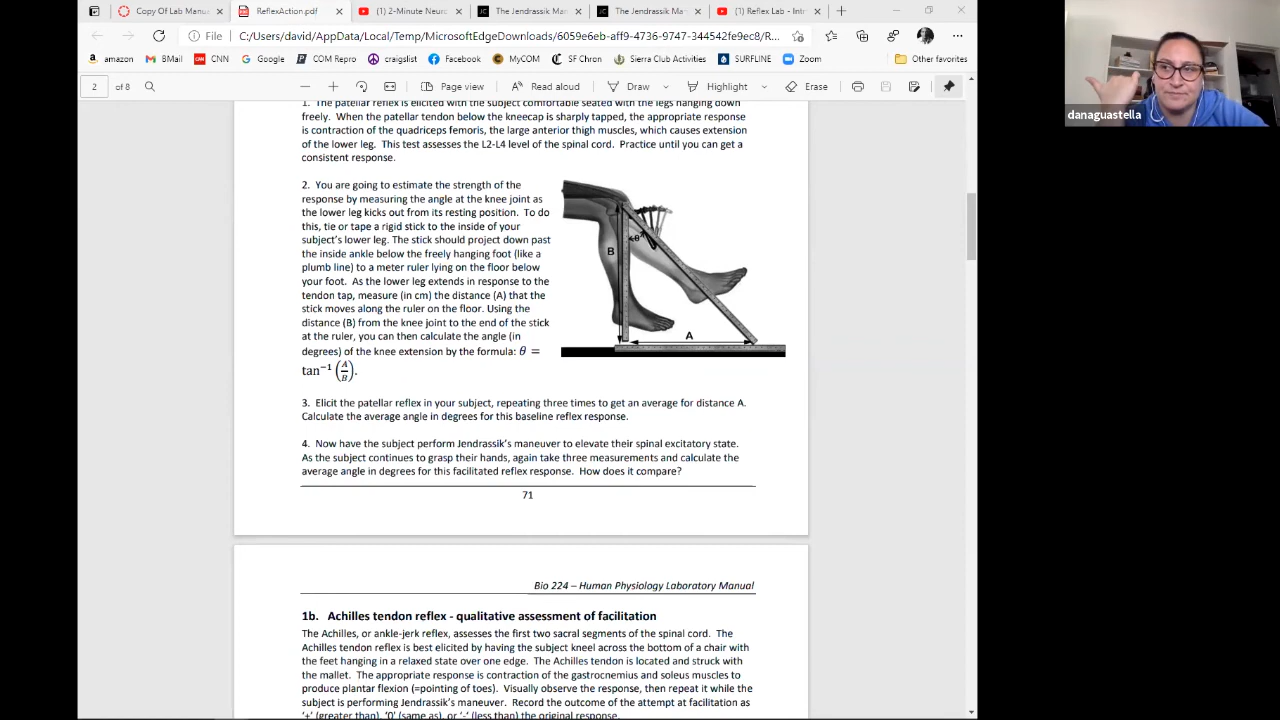 Copy Of Lab Manu
ReflexAction.pdf
(1) 2-Minute Neuro
The Jendrassik Man
The Jendrassik Ma
(1) Reflex Lab - Intr
File
C:/Users/david/AppData/Local/Temp/MicrosoftEdgeDownloads/6059e6eb-aff9-4736-9747-344542fe9ec8/R...
amazon
BMail
CNN
Google
COM Repro
craigslist
Facebook
MyCOM
SF Chron
Sierra Club Activities
SURFLINE
Zoom
Other favorites
2 of 8
Page view
Read aloud
Draw
Highlight
Erase
danaguastella
1. The patellar reflex is elicited with the subject comfortable seated with the legs hanging down
freely. When the patellar tendon below the kneecap is sharply tapped, the appropriate response
is contraction of the quadriceps femoris, the large anterior thigh muscles, which causes extension
of the lower leg. This test assesses the L2-L4 level of the spinal cord. Practice until you can get a
consistent response.
2. You are going to estimate the strength of the
response by measuring the angle at the knee joint as
the lower leg kicks out from its resting position. To do
this, tie or tape a rigid stick to the inside of your
subject's lower leg. The stick should project down past
the inside ankle below the freely hanging foot (like a
plumb line) to a meter ruler lying on the floor below
your foot. As the lower leg extends in response to the
tendon tap, measure (in cm) the distance (A) that the
stick moves along the ruler on the floor. Using the
distance (B) from the knee joint to the end of the stick
at the ruler, you can then calculate the angle (in
degrees) of the knee extension by the formula: θ =
tan⁻¹ (A/B).
B
θ
A
3. Elicit the patellar reflex in your subject, repeating three times to get an average for distance A.
Calculate the average angle in degrees for this baseline reflex response.
4. Now have the subject perform Jendrassik's maneuver to elevate their spinal excitatory state.
As the subject continues to grasp their hands, again take three measurements and calculate the
average angle in degrees for this facilitated reflex response. How does it compare?
71
Bio 224 – Human Physiology Laboratory Manual
1b. Achilles tendon reflex - qualitative assessment of facilitation
The Achilles, or ankle-jerk reflex, assesses the first two sacral segments of the spinal cord. The
Achilles tendon reflex is best elicited by having the subject kneel across the bottom of a chair with
the feet hanging in a relaxed state over one edge. The Achilles tendon is located and struck with
the mallet. The appropriate response is contraction of the gastrocnemius and soleus muscles to
produce plantar flexion (=pointing of toes). Visually observe the response, then repeat it while the
subject is performing Jendrassik's maneuver. Record the outcome of the attempt at facilitation as
'+' (greater than), '0' (same as), or '-' (less than) the original response.